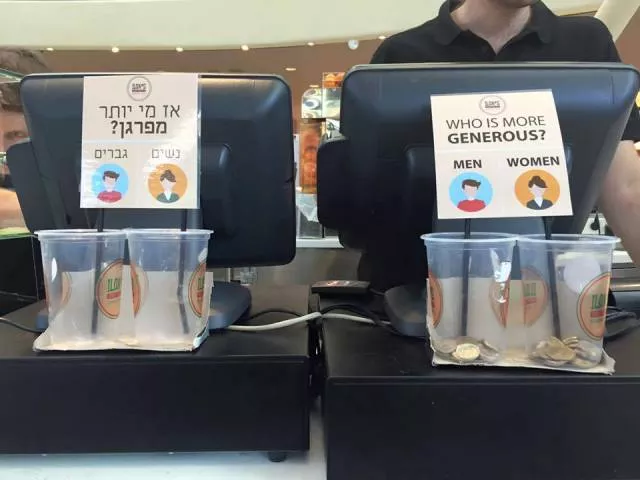 אז מי יותר
מפרגן?
גברים נשים
WHO IS MORE
GENEROUS?
MEN WOMEN